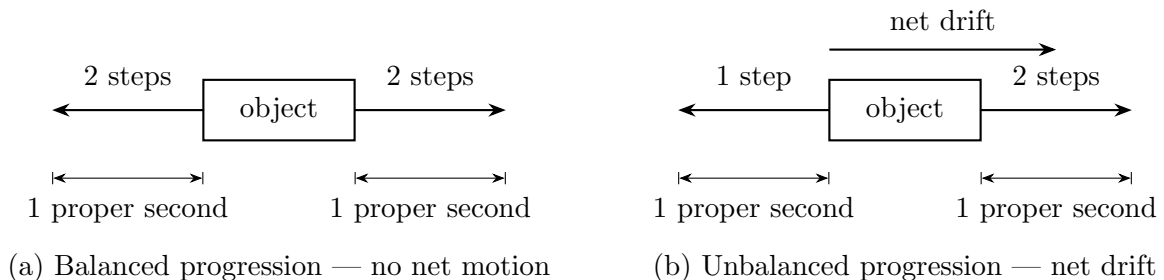 net drift
2 steps 2 steps 1 step 2 steps
object object
1 proper second 1 proper second 1 proper second 1 proper second
(a) Balanced progression — no net motion (b) Unbalanced progression — net drift